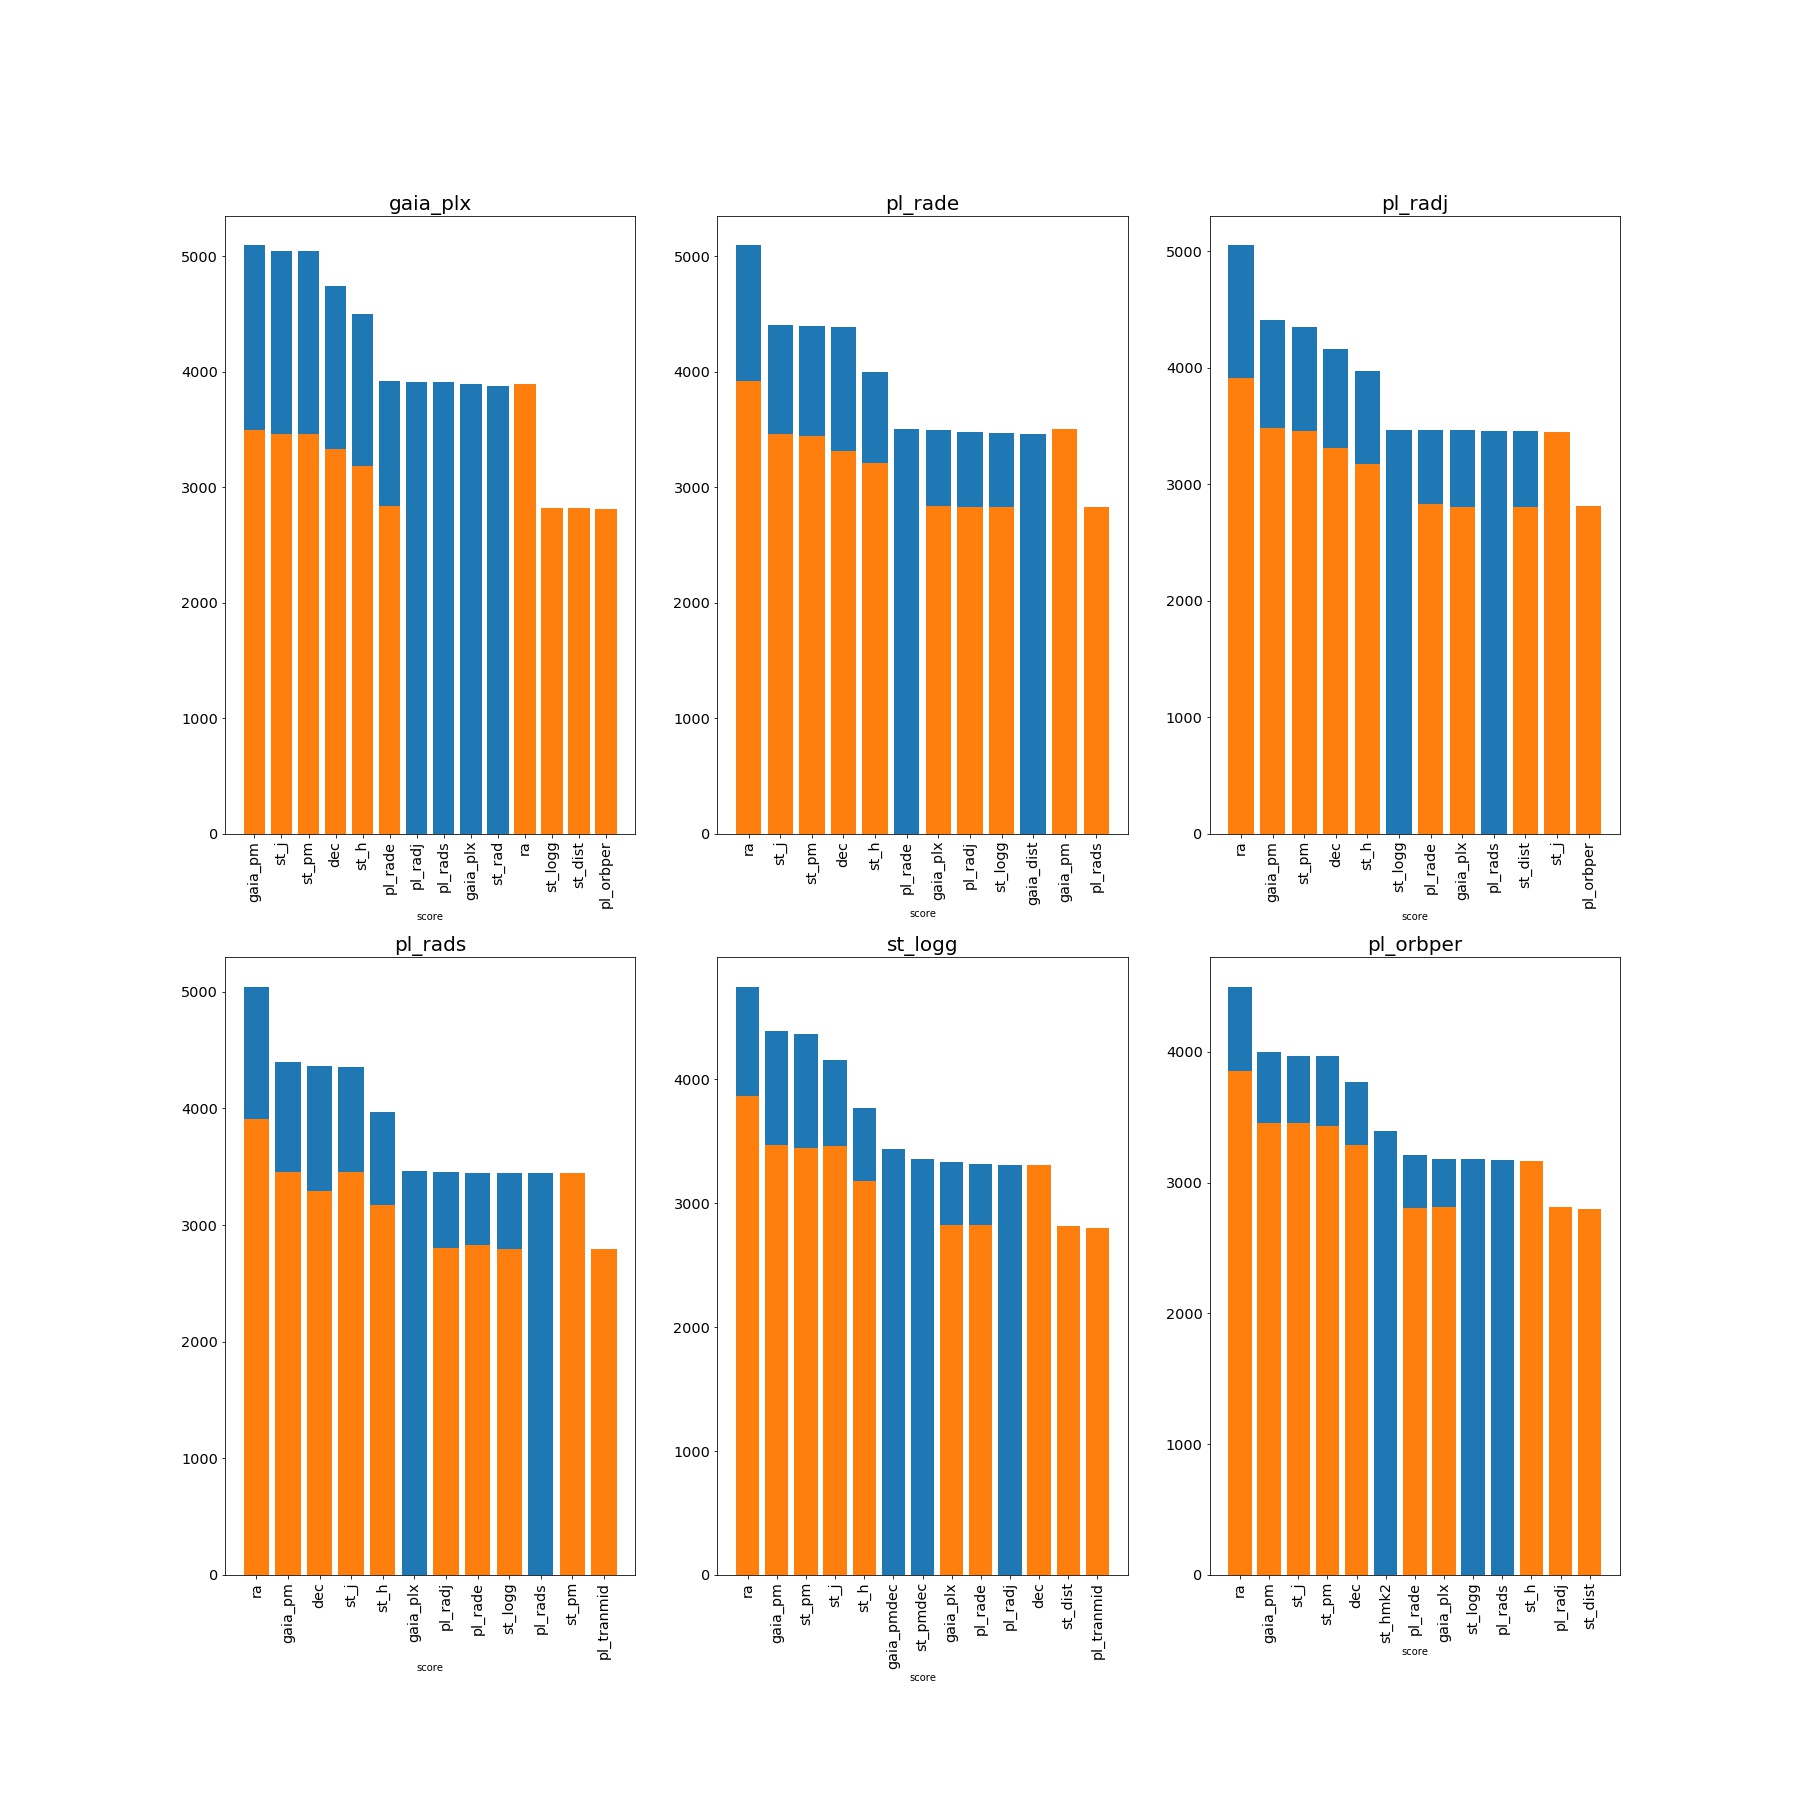 gaia_plx
5000
4000
3000
2000
1000
0
gaia_pm
st_j
st_pm
dec
st_h
pl_rade
pl_radj
pl_rads
gaia_plx
st_rad
ra
st_logg
st_dist
pl_orbper
score
pl_rade
5000
4000
3000
2000
1000
0
ra
st_j
st_pm
dec
st_h
pl_rade
gaia_plx
pl_radj
st_logg
gaia_dist
gaia_pm
pl_rads
score
pl_radj
5000
4000
3000
2000
1000
0
ra
gaia_pm
st_pm
dec
st_h
st_logg
pl_rade
gaia_plx
pl_rads
st_dist
st_j
pl_orbper
score
pl_rads
5000
4000
3000
2000
1000
0
ra
gaia_pm
dec
st_j
st_h
gaia_plx
pl_radj
pl_rade
st_logg
pl_rads
st_pm
pl_tranmid
score
st_logg
4000
3000
2000
1000
0
ra
gaia_pm
st_pm
st_j
st_h
gaia_pmdec
st_pmdec
gaia_plx
pl_rade
pl_radj
dec
st_dist
pl_tranmid
score
pl_orbper
4000
3000
2000
1000
0
ra
gaia_pm
st_j
st_pm
dec
st_hmk2
pl_rade
gaia_plx
st_logg
pl_rads
st_h
pl_radj
st_dist
score